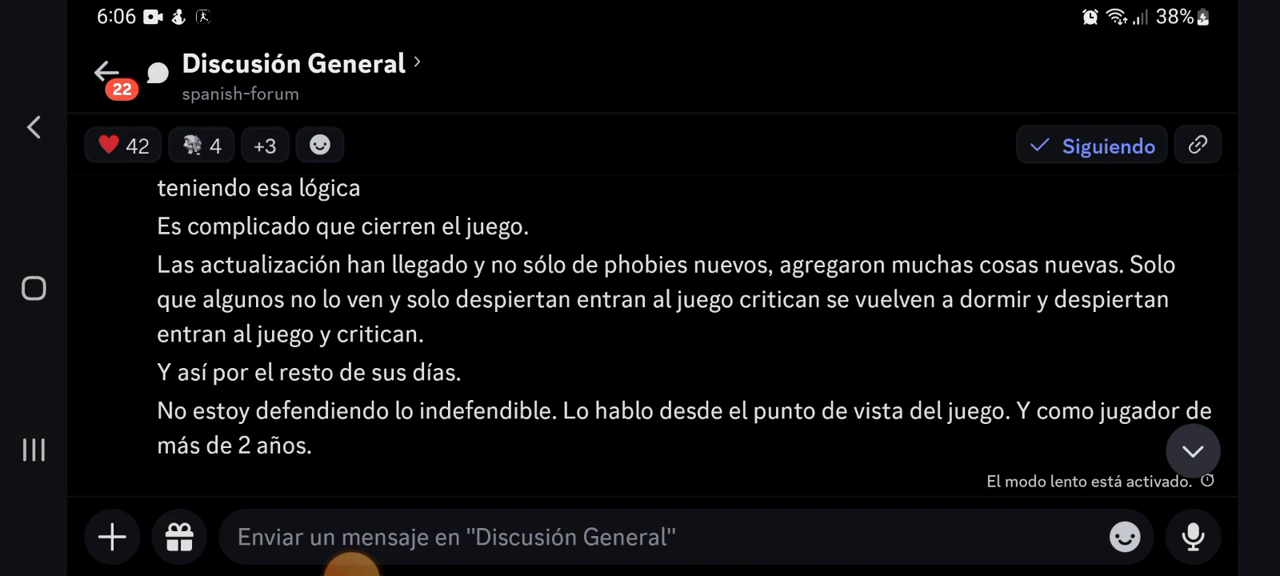 6:06
38%
Discusión General
22
spanish-forum
42
4
+3
Siguiendo
teniendo esa lógica
Es complicado que cierren el juego.
Las actualización han llegado y no sólo de phobies nuevos, agregaron muchas cosas nuevas. Solo
que algunos no lo ven y solo despiertan entran al juego critican se vuelven a dormir y despiertan
entran al juego y critican.
Y así por el resto de sus días.
No estoy defendiendo lo indefendible. Lo hablo desde el punto de vista del juego. Y como jugador de
más de 2 años.
El modo lento está activado.
Enviar un mensaje en "Discusión General"